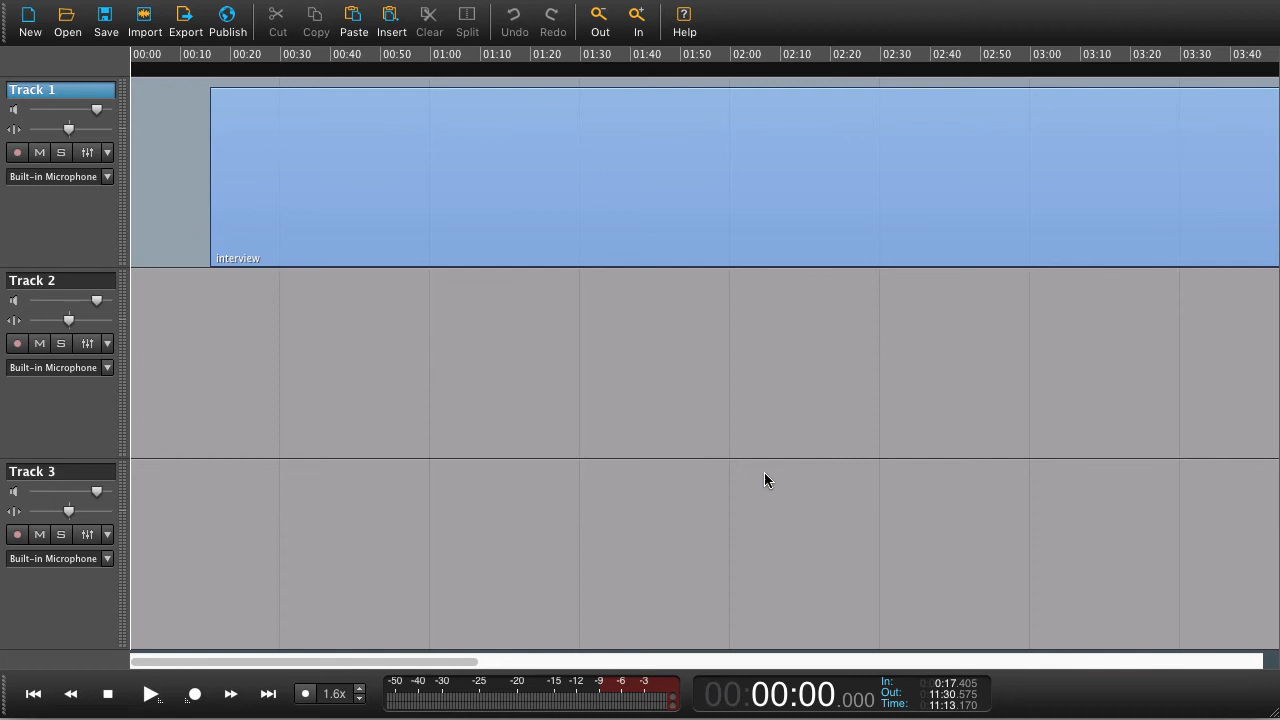 New Open Save Import Export Publish Cut Copy Paste Insert Clear Split Undo Redo Out In Help
00:00 00:10 00:20 00:30 00:40 00:50 01:00 01:10 01:20 01:30 01:40 01:50 02:00 02:10 02:20 02:30 02:40 02:50 03:00 03:10 03:20 03:30 03:40
Track 1
M S
Built-in Microphone
interview
Track 2
M S
Built-in Microphone
Track 3
M S
Built-in Microphone
1.6x
-50 -40 -30 -25 -20 -15 -12 -9 -6 -3
00:00:00.000
In: 0:0:17.405
Out: 0:11:30.575
Time: 0:11:13.170